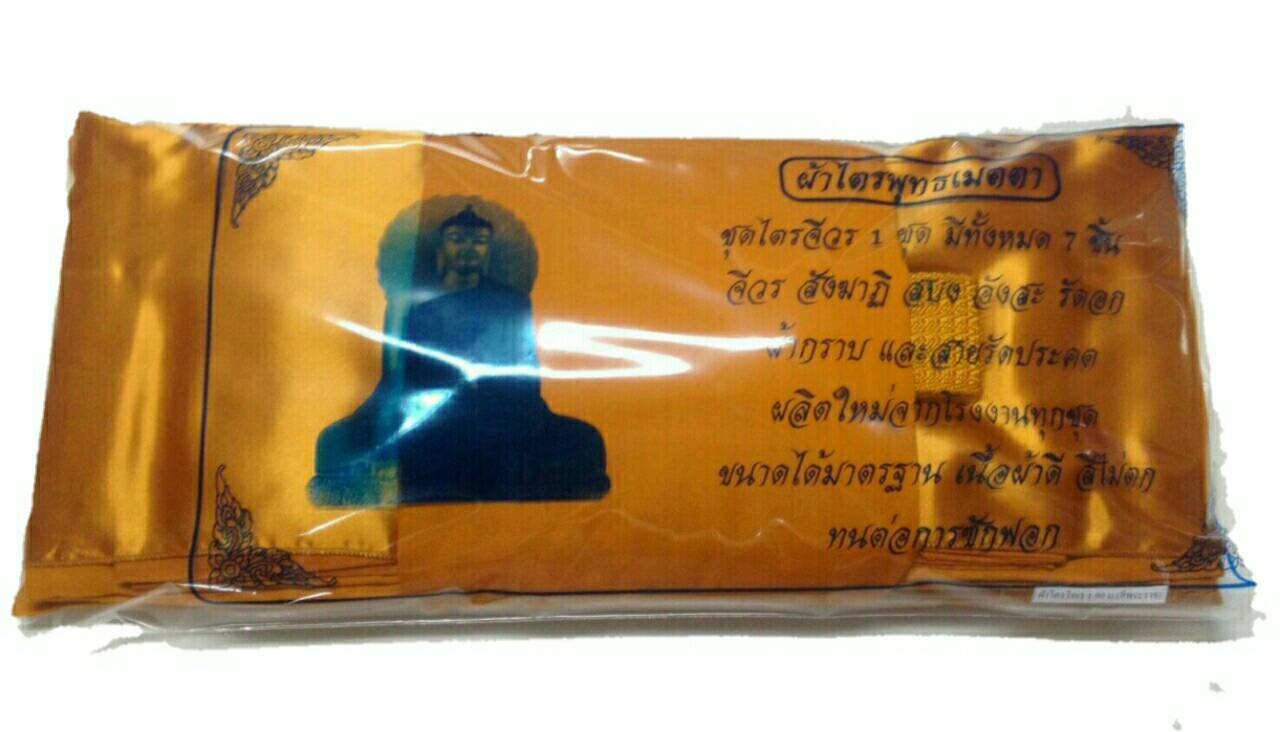 ผ้าไตรพุทธเมตตา
ชุดไตรจีวร 1 ชุด มีทั้งหมด 7 ชิ้น
จีวร สังฆาฏิ สบง อังสะ รัดอก
ผ้ากราบ และสายรัดประคด
ผลิตใหม่จากโรงงานทุกชุด
ขนาดได้มาตรฐาน เนื้อผ้าดี สีไม่ตก
ทนต่อการซักฟอก